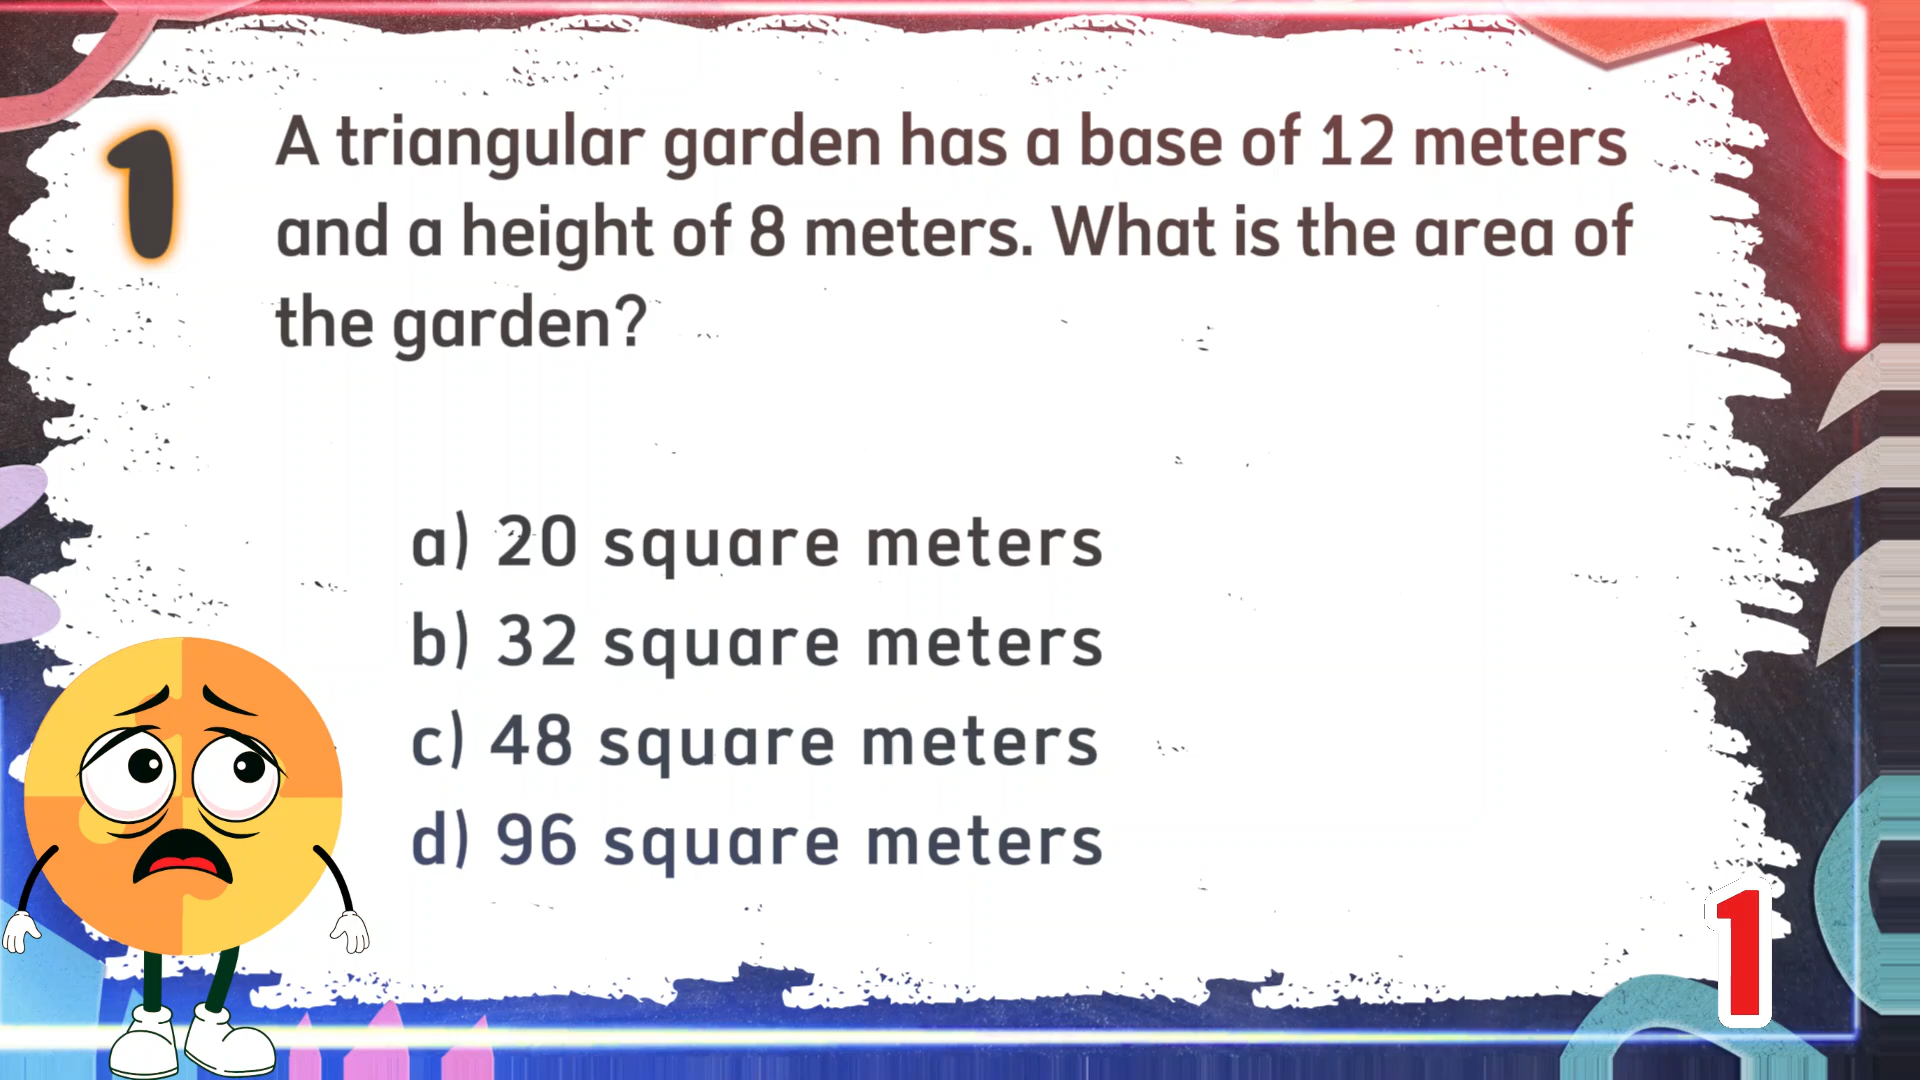 1
A triangular garden has a base of 12 meters
and a height of 8 meters. What is the area of
the garden?
a) 20 square meters
b) 32 square meters
c) 48 square meters
d) 96 square meters
1